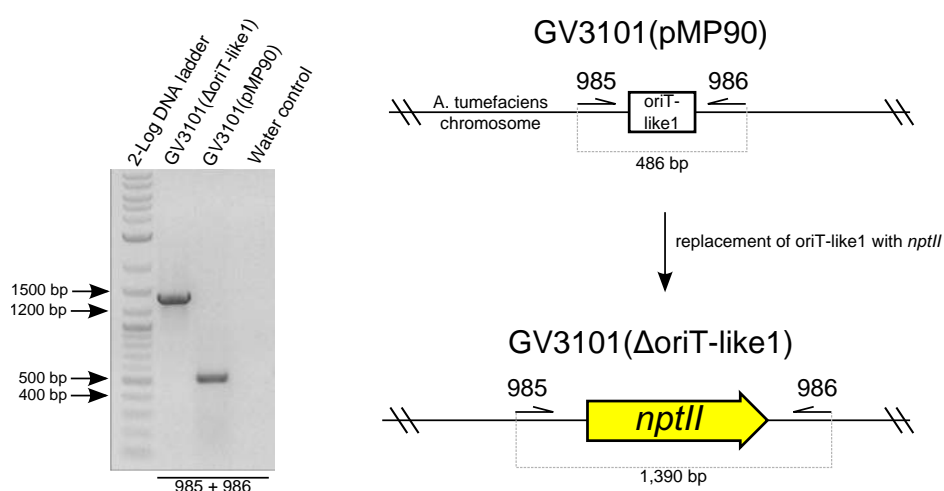 2-Log DNA ladder
GV3101(ΔoriT-like1)
GV3101(pMP90)
Water control
1500 bp
1200 bp
500 bp
400 bp
985 + 986
GV3101(pMP90)
985
986
A. tumefaciens
chromosome
oriT-
like1
486 bp
replacement of oriT-like1 with nptII
GV3101(ΔoriT-like1)
985
986
nptII
1,390 bp